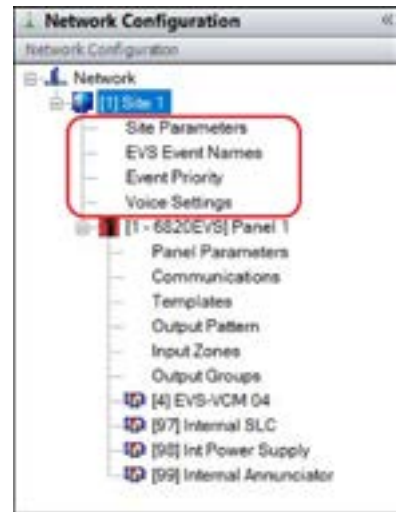 Network Configuration «
Network Configuration
Network
[1] Site 1
Site Parameters
EVS Event Names
Event Priority
Voice Settings
[1 - 6820EVS] Panel 1
Panel Parameters
Communications
Templates
Output Pattern
Input Zones
Output Groups
[4] EVS-VCM 04
[97] Internal SLC
[98] Int Power Supply
[99] Internal Annunciator